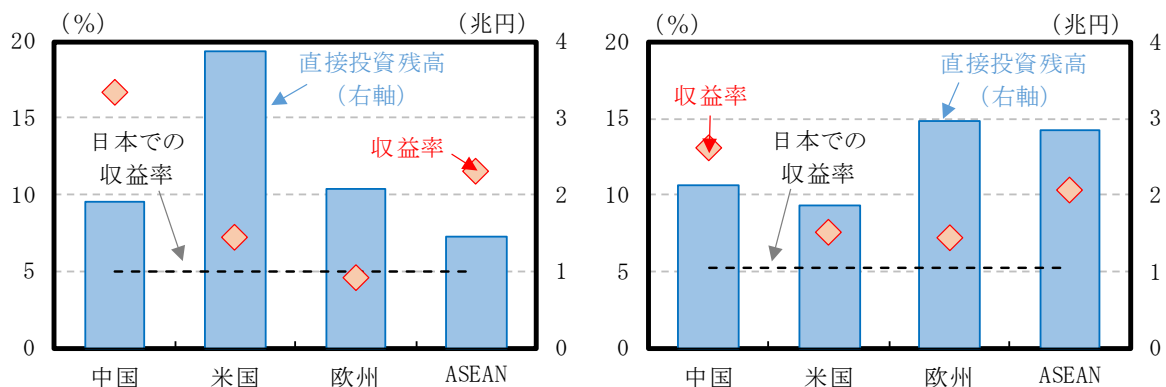 （%）
（兆円）
20
15
10
5
0
4
3
2
1
0
直接投資残高
（右軸）
収益率
日本での
収益率
中国
米国
欧州
ASEAN
（%）
（兆円）
20
15
10
5
0
4
3
2
1
0
収益率
直接投資残高
（右軸）
日本での
収益率
中国
米国
欧州
ASEAN